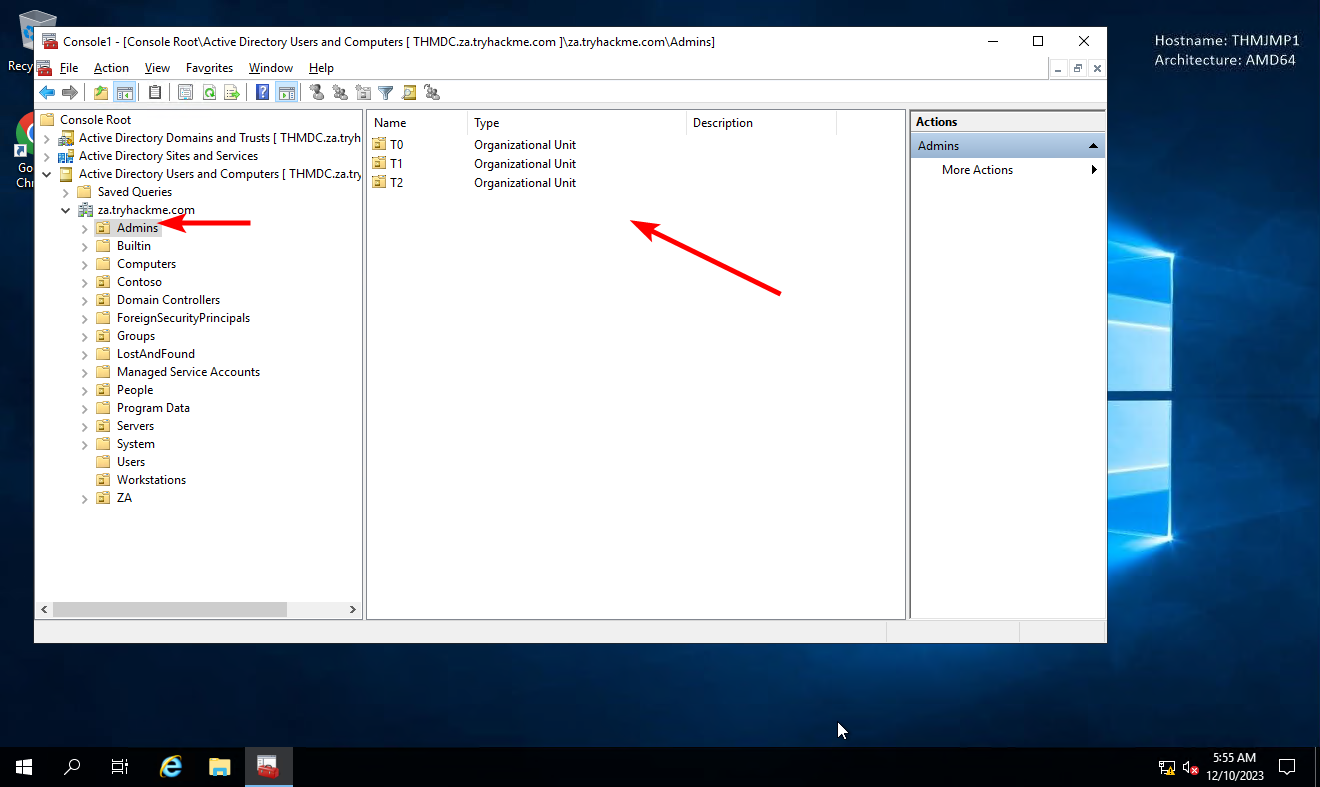 Recy
Go
Chr
Hostname: THMJMP1
Architecture: AMD64
Console1 - [Console Root\Active Directory Users and Computers [ THMDC.za.tryhackme.com ]\za.tryhackme.com\Admins]
File Action View Favorites Window Help
Console Root
Active Directory Domains and Trusts [ THMDC.za.tryh
Active Directory Sites and Services
Active Directory Users and Computers [ THMDC.za.try
Saved Queries
za.tryhackme.com
Admins
Builtin
Computers
Contoso
Domain Controllers
ForeignSecurityPrincipals
Groups
LostAndFound
Managed Service Accounts
People
Program Data
Servers
System
Users
Workstations
ZA
Name Type Description
T0 Organizational Unit
T1 Organizational Unit
T2 Organizational Unit
Actions
Admins
More Actions
5:55 AM
12/10/2023